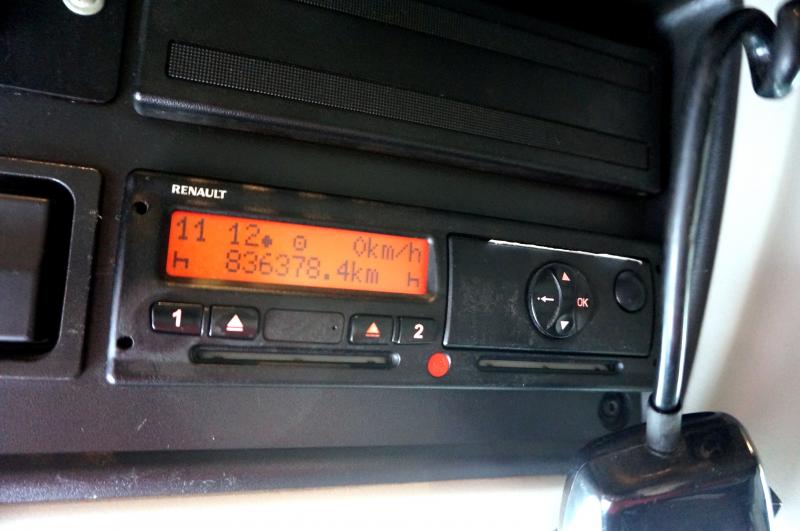 RENAULT
11 12 0km/h
836378.4km
1 2
OK